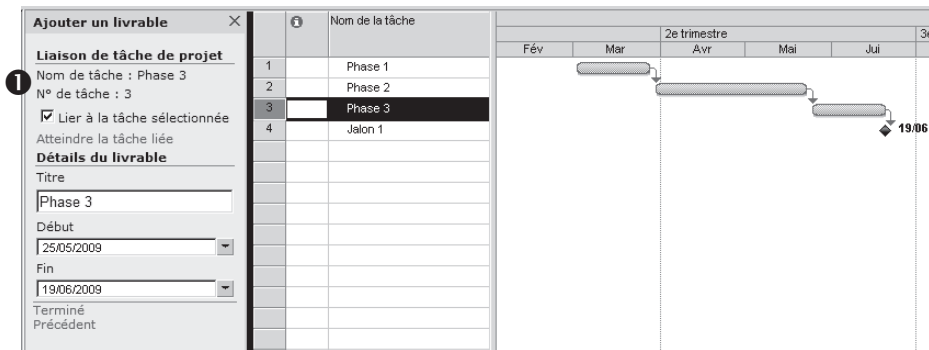 Ajouter un livrable
Liaison de tâche de projet
❶
Nom de tâche : Phase 3
N° de tâche : 3
Lier à la tâche sélectionnée
Atteindre la tâche liée
Détails du livrable
Titre
Phase 3
Début
25/05/2009
Fin
19/06/2009
Terminé
Précédent
Nom de la tâche
1 Phase 1
2 Phase 2
3 Phase 3
4 Jalon 1
2e trimestre 3e
Fév Mar Avr Mai Jui
19/06